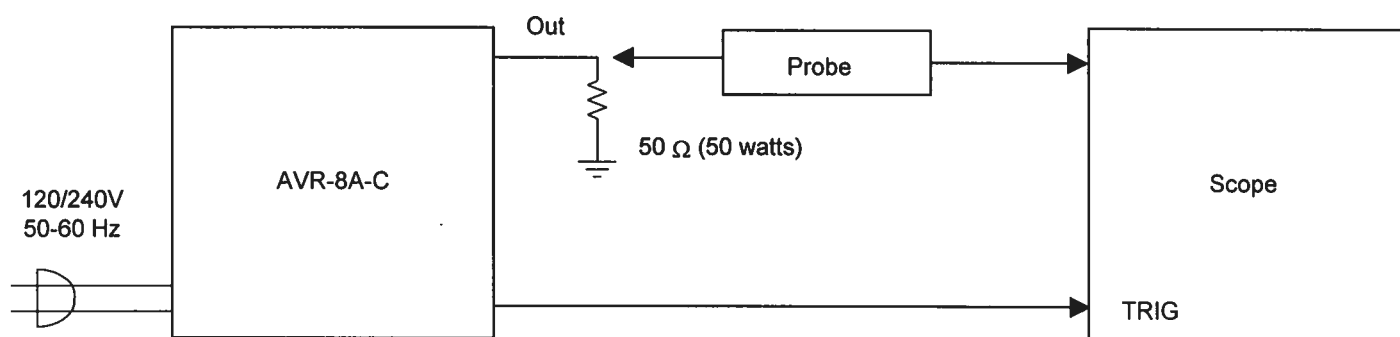 Out
Probe
50 Ω (50 watts)
AVR-8A-C
Scope
120/240V
50-60 Hz
TRIG